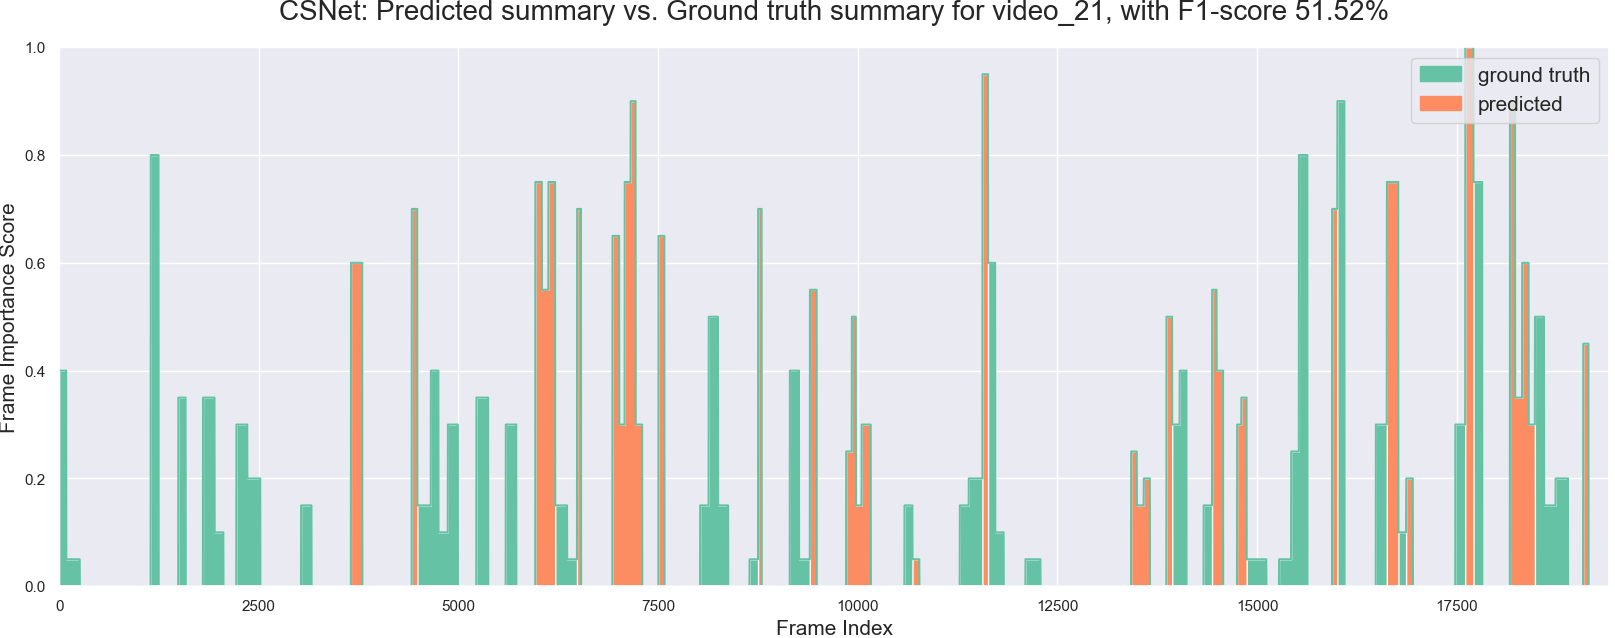 CSNet: Predicted summary vs. Ground truth summary for video_21, with F1-score 51.52%
Frame Importance Score
1.0
0.8
0.6
0.4
0.2
0.0
ground truth
predicted
0 2500 5000 7500 10000 12500 15000 17500
Frame Index